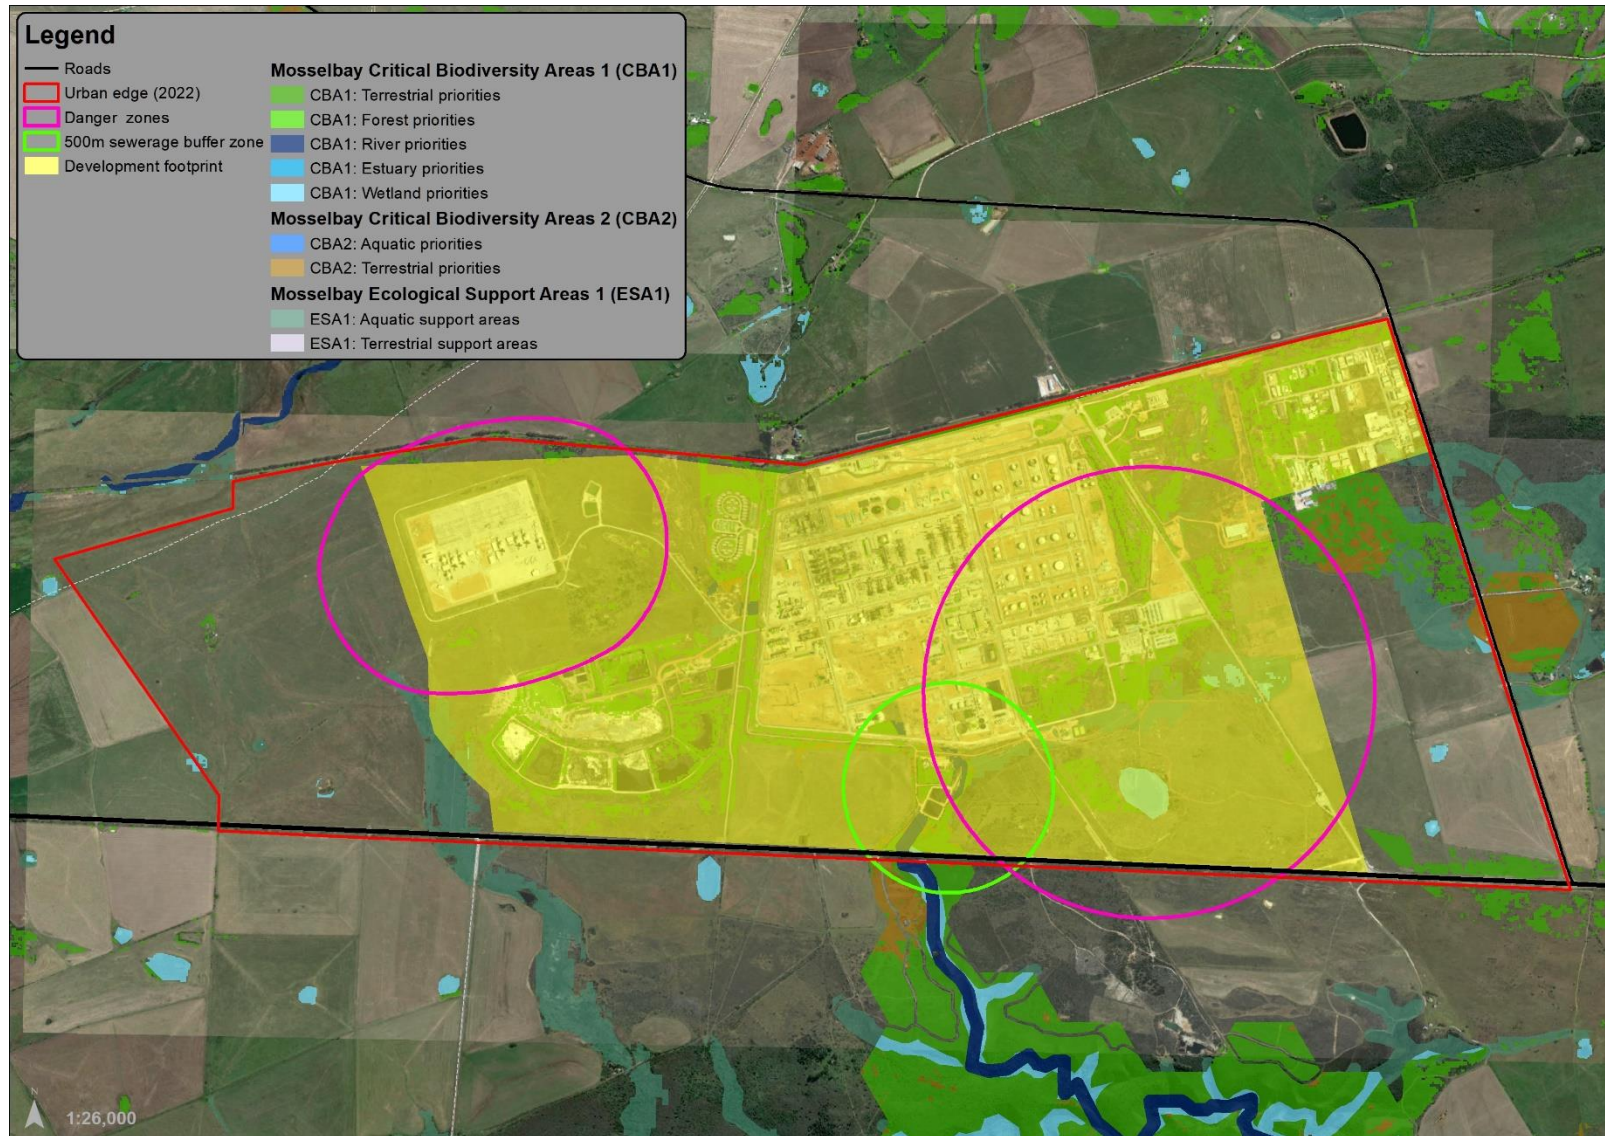 Legend
Roads
Urban edge (2022)
Danger zones
500m sewerage buffer zone
Development footprint
Mosselbay Critical Biodiversity Areas 1 (CBA1)
CBA1: Terrestrial priorities
CBA1: Forest priorities
CBA1: River priorities
CBA1: Estuary priorities
CBA1: Wetland priorities
Mosselbay Critical Biodiversity Areas 2 (CBA2)
CBA2: Aquatic priorities
CBA2: Terrestrial priorities
Mosselbay Ecological Support Areas 1 (ESA1)
ESA1: Aquatic support areas
ESA1: Terrestrial support areas
N
1:26,000